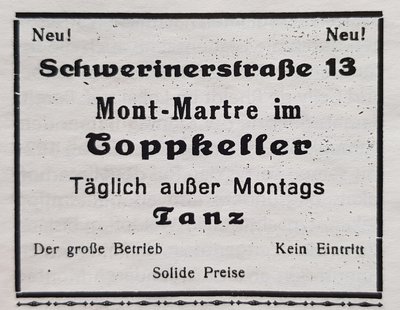 Neu! Neu!
Schwerinerstraße 13
Mont-Martre im
Toppkeller
Täglich außer Montags
Tanz
Der große Betrieb Kein Eintritt
Solide Preise